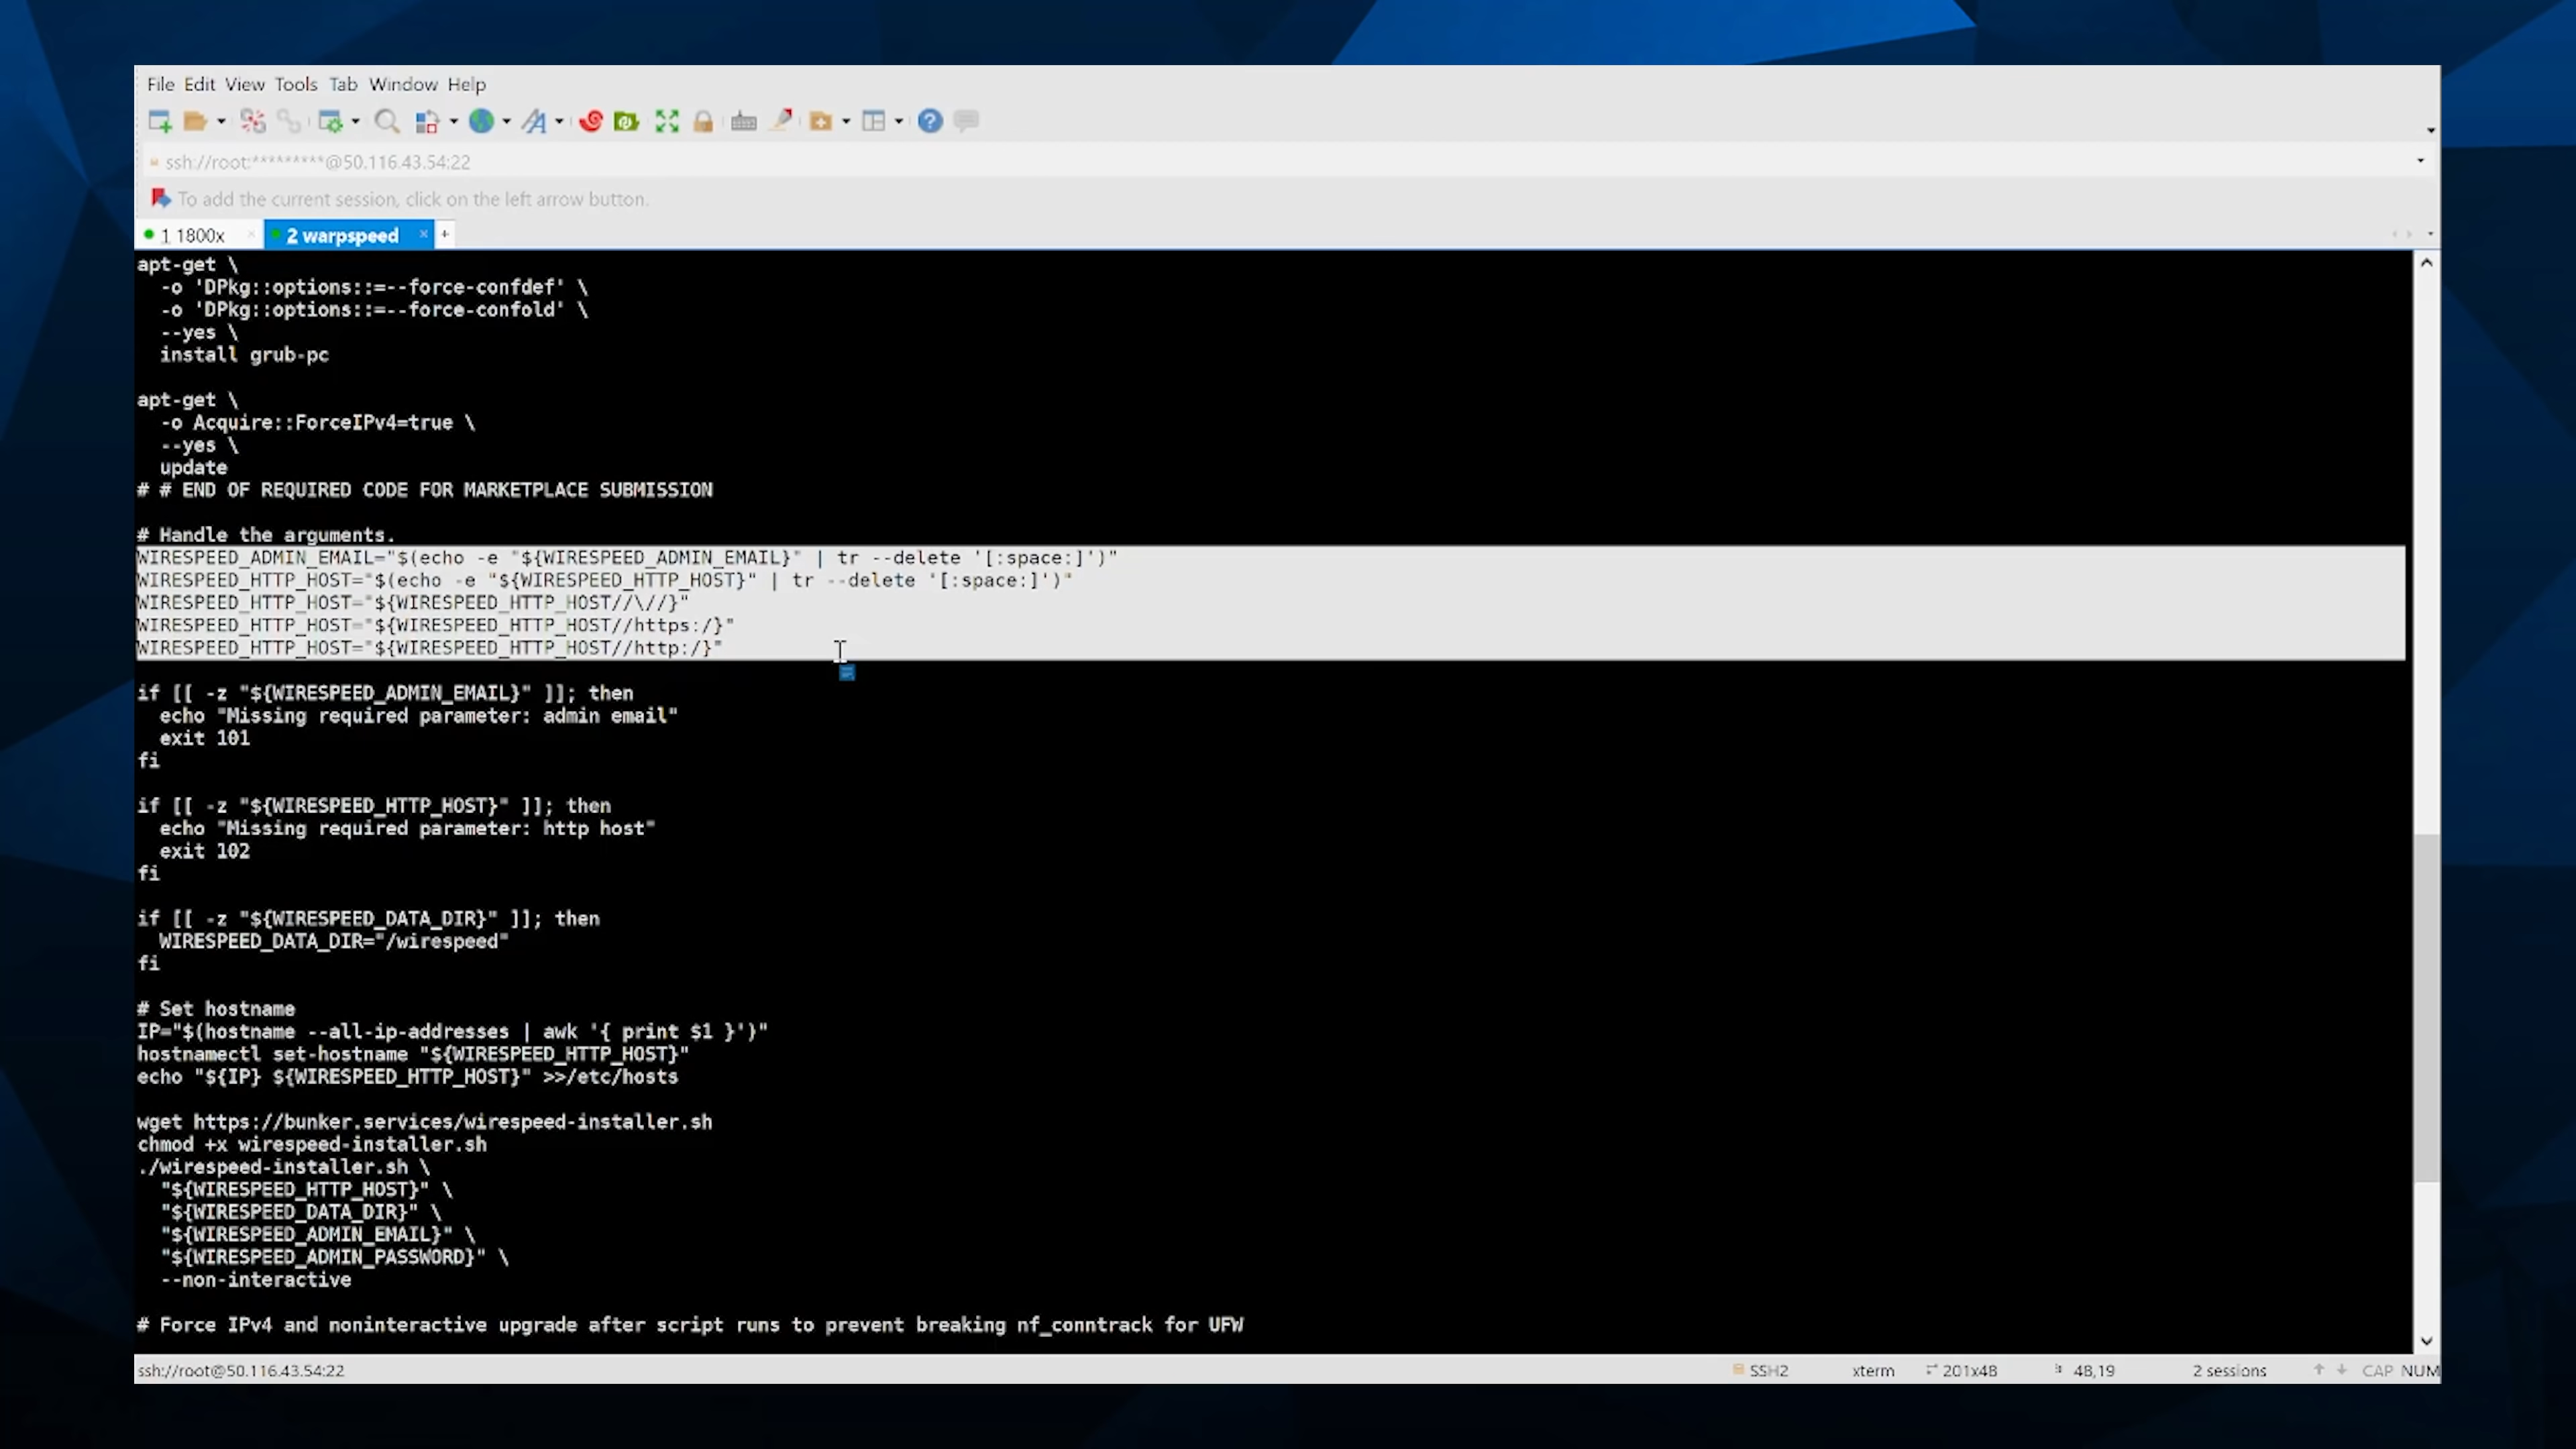 File Edit View Tools Tab Window Help
ssh://root:*********@50.116.43.54:22
To add the current session, click on the left arrow button.
1 1800x × 2 warpspeed × +
apt-get \
  -o 'DPkg::options::=--force-confdef' \
  -o 'DPkg::options::=--force-confold' \
  --yes \
  install grub-pc
apt-get \
  -o Acquire::ForceIPv4=true \
  --yes \
  update
# # END OF REQUIRED CODE FOR MARKETPLACE SUBMISSION
# Handle the arguments.
WIRESPEED_ADMIN_EMAIL="$(echo -e "${WIRESPEED_ADMIN_EMAIL}" | tr --delete '[:space:]')"
WIRESPEED_HTTP_HOST="$(echo -e "${WIRESPEED_HTTP_HOST}" | tr --delete '[:space:]')"
WIRESPEED_HTTP_HOST="${WIRESPEED_HTTP_HOST//\//}"
WIRESPEED_HTTP_HOST="${WIRESPEED_HTTP_HOST//https:/}"
WIRESPEED_HTTP_HOST="${WIRESPEED_HTTP_HOST//http:/}"
if [[ -z "${WIRESPEED_ADMIN_EMAIL}" ]]; then
  echo "Missing required parameter: admin email"
  exit 101
fi
if [[ -z "${WIRESPEED_HTTP_HOST}" ]]; then
  echo "Missing required parameter: http host"
  exit 102
fi
if [[ -z "${WIRESPEED_DATA_DIR}" ]]; then
  WIRESPEED_DATA_DIR="/wirespeed"
fi
# Set hostname
IP="$(hostname --all-ip-addresses | awk '{ print $1 }')"
hostnamectl set-hostname "${WIRESPEED_HTTP_HOST}"
echo "${IP} ${WIRESPEED_HTTP_HOST}" >>/etc/hosts
wget https://bunker.services/wirespeed-installer.sh
chmod +x wirespeed-installer.sh
./wirespeed-installer.sh \
  "${WIRESPEED_HTTP_HOST}" \
  "${WIRESPEED_DATA_DIR}" \
  "${WIRESPEED_ADMIN_EMAIL}" \
  "${WIRESPEED_ADMIN_PASSWORD}" \
  --non-interactive
# Force IPv4 and noninteractive upgrade after script runs to prevent breaking nf_conntrack for UFW
ssh://root@50.116.43.54:22 SSH2 xterm 201x48 48,19 2 sessions CAP NUM